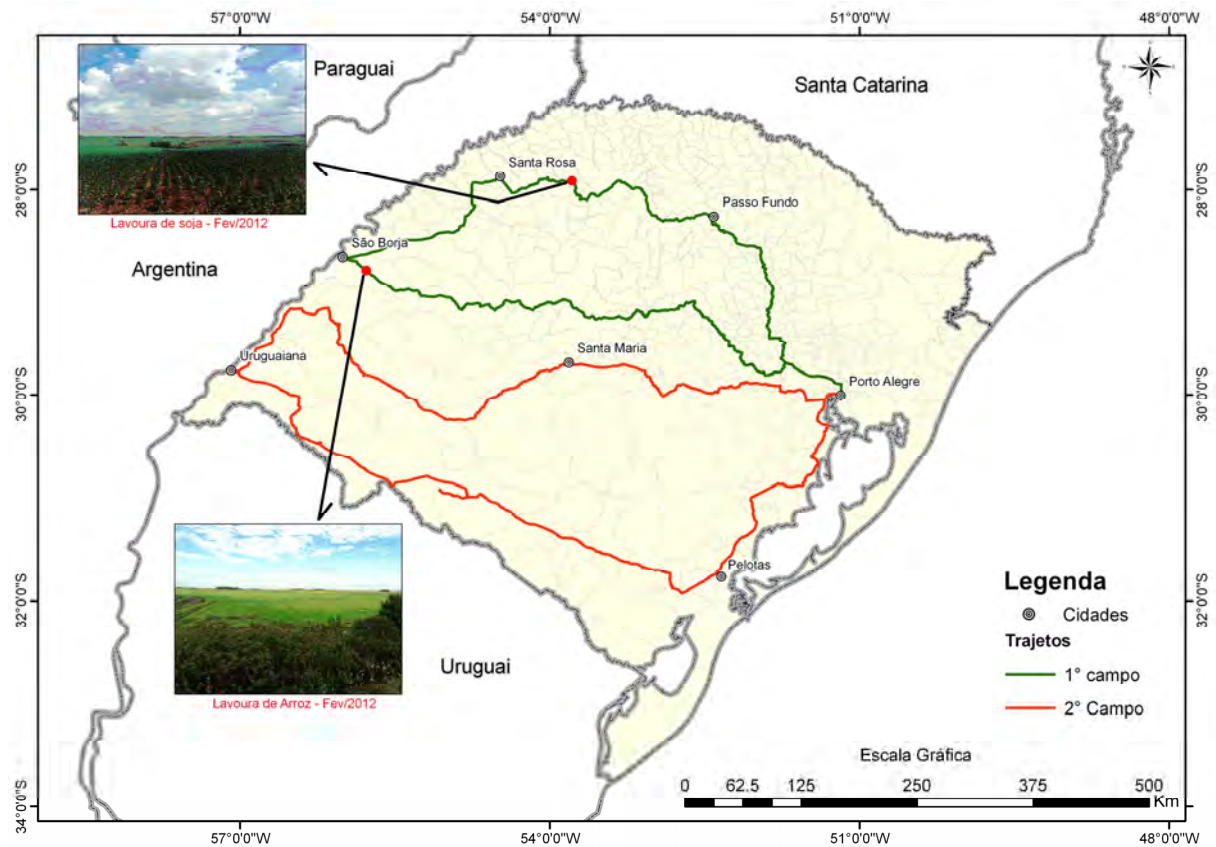 57°0'0"W
54°0'0"W
51°0'0"W
48°0'0"W
Paraguai
Santa Catarina
Santa Rosa
28°0'0"S
28°0'0"S
Passo Fundo
Lavoura de soja - Fev/2012
São Borja
Argentina
Santa Maria
Uruguaiana
Porto Alegre
30°0'0"S
30°0'0"S
Pelotas
Legenda
32°0'0"S
32°0'0"S
Cidades
Trajetos
Uruguai
1° campo
Lavoura de Arroz - Fev/2012
2° Campo
Escala Gráfica
0 62.5 125 250 375 500
Km
34°0'0"S
57°0'0"W
54°0'0"W
51°0'0"W
48°0'0"W